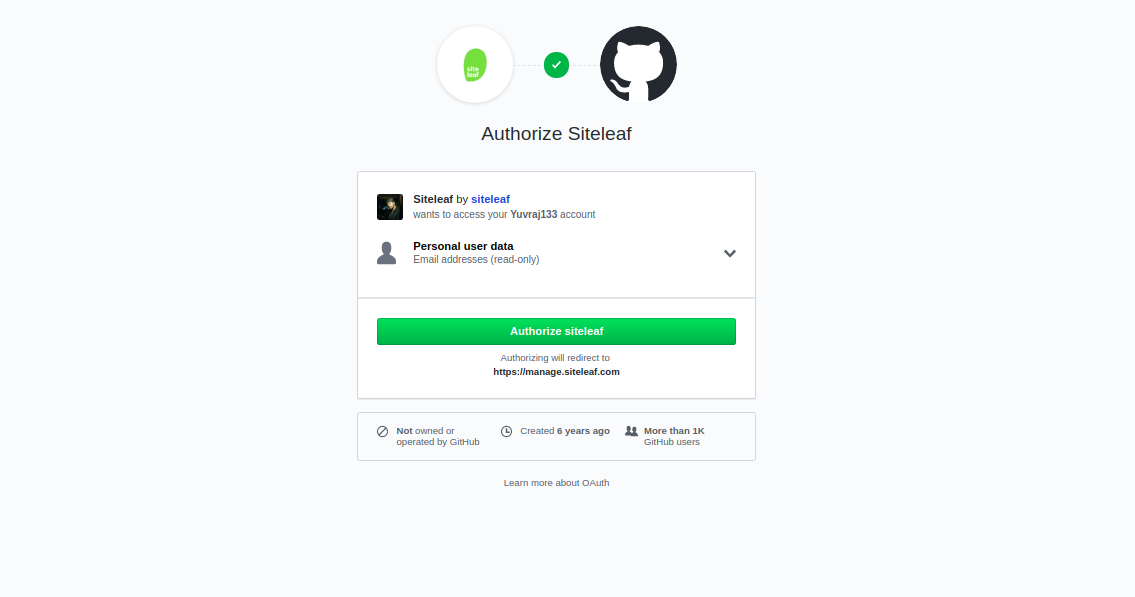 site
leaf
Authorize Siteleaf
Siteleaf by siteleaf
wants to access your Yuvraj133 account
Personal user data
Email addresses (read-only)
Authorize siteleaf
Authorizing will redirect to
https://manage.siteleaf.com
Not owned or
operated by GitHub
Created 6 years ago
More than 1K
GitHub users
Learn more about OAuth